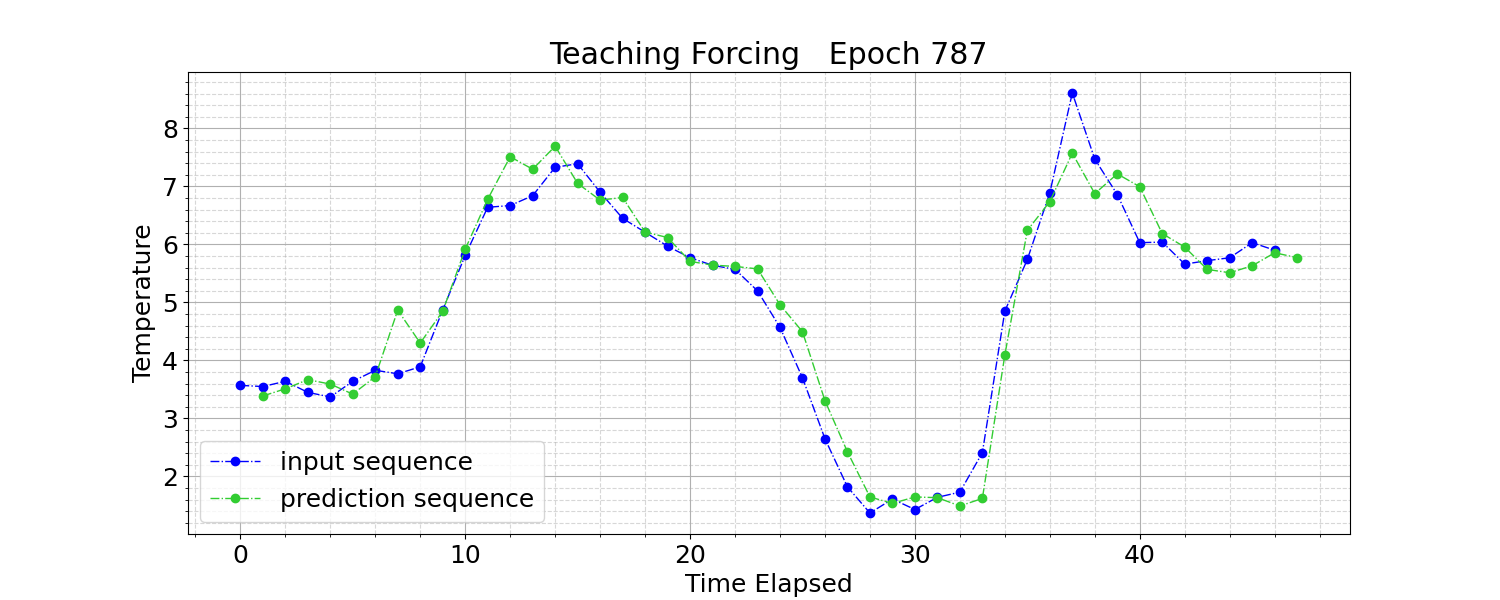 Teaching Forcing   Epoch 787
Temperature
8
7
6
5
4
3
2
input sequence
prediction sequence
0 10 20 30 40
Time Elapsed